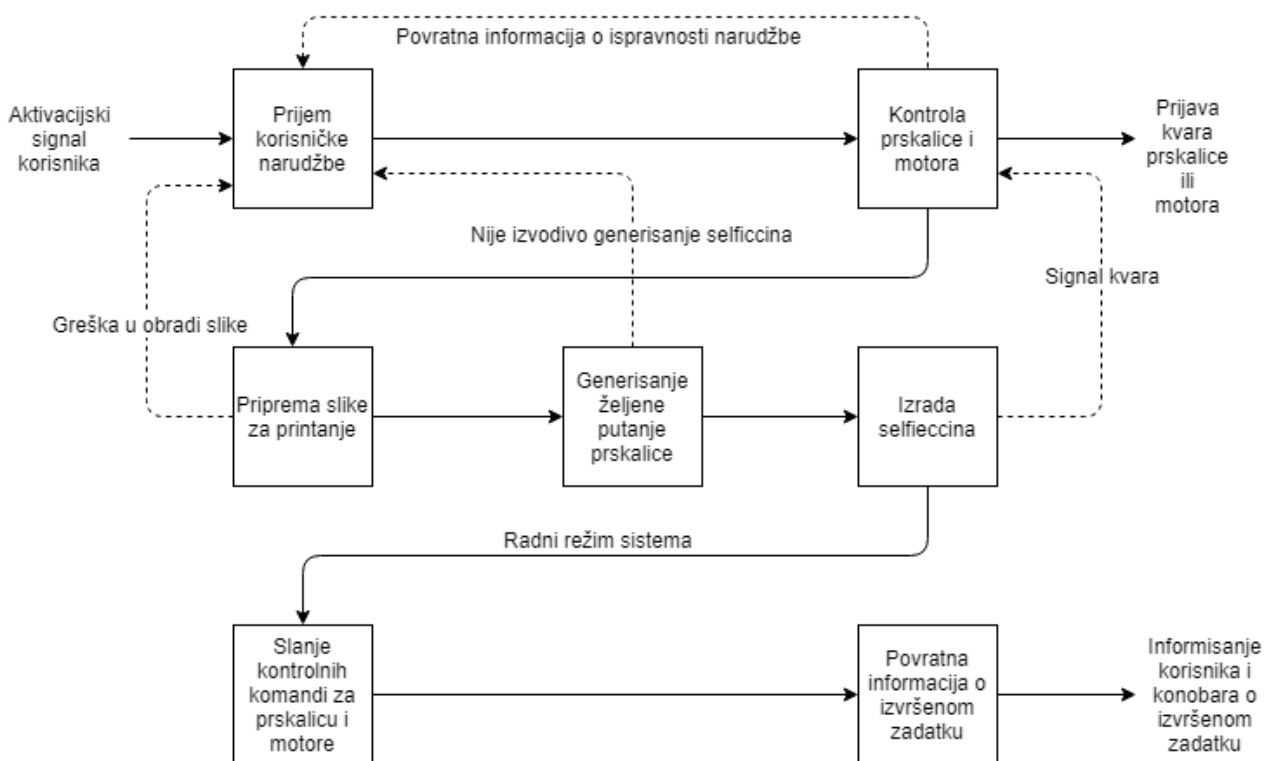 Povratna informacija o ispravnosti narudžbe
Aktivacijski
signal
korisnika
Prijem
korisničke
narudžbe
Kontrola
prskalice i
motora
Prijava
kvara
prskalice
ili
motora
Nije izvodivo generisanje selficcina
Signal kvara
Greška u obradi slike
Priprema slike
za printanje
Generisanje
željene
putanje
prskalice
Izrada
selfieccina
Radni režim sistema
Slanje
kontrolnih
komandi za
prskalicu i
motore
Povratna
informacija o
izvršenom
zadatku
Informisanje
korisnika i
konobara o
izvršenom
zadatku